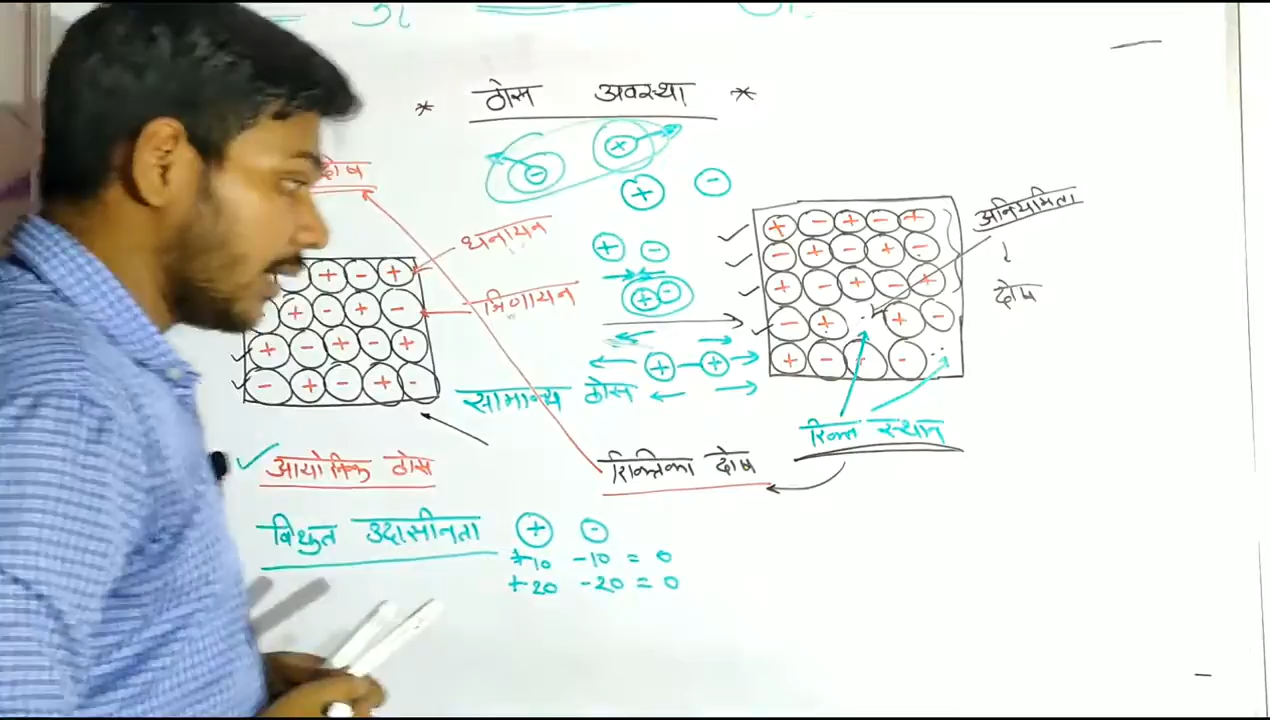 * ठोस अवस्था *
दोष
धनायन
ऋणायन
अनियमितता
↓
दोष
सामान्य ठोस
रिक्त स्थान
आयोनिक ठोस
रिक्तिका दोष
विधुत उदासीनता + -
+10 -10 = 0
+20 -20 = 0